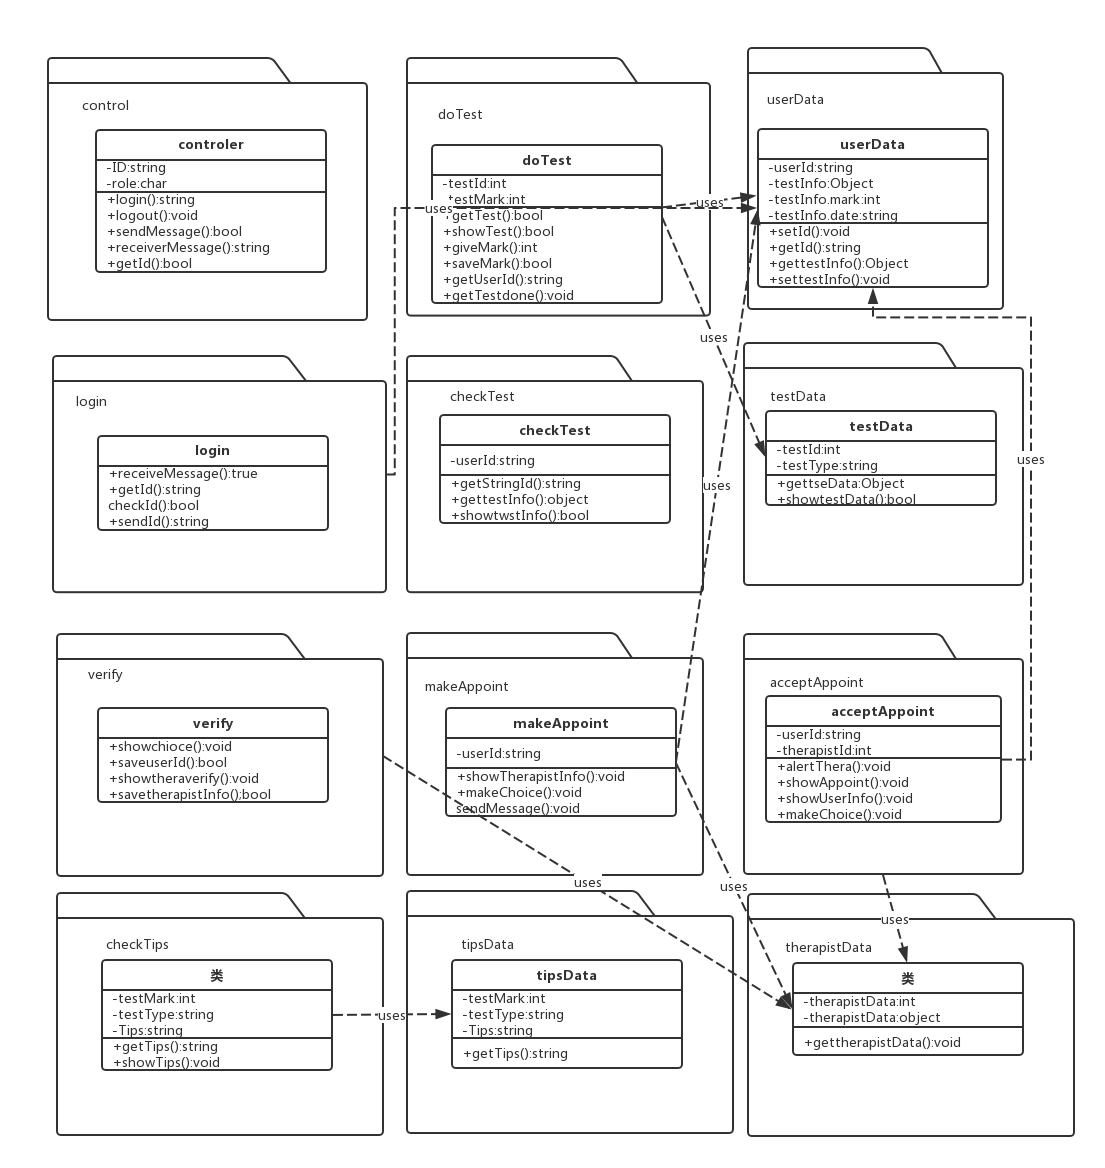 control
controler
-ID:string
-role:char
+login():string
+logout():void
+sendMessage():bool
+receiverMessage():string
+getId():bool
doTest
doTest
-testId:int
-testMark:int
+getTest():bool
+showTest():bool
+giveMark():int
+saveMark():bool
+getUserId():string
+getTestdone():void
uses
uses
userData
userData
-userId:string
-testInfo:Object
-testInfo.mark:int
-testInfo.date:string
+setId():void
+getId():string
+gettestInfo():Object
+settestInfo():void
uses
login
login
+receiveMessage():true
+getId():string
checkId():bool
+sendId():string
checkTest
checkTest
-userId:string
+getStringId():string
+gettestInfo():object
+showtwstInfo():bool
uses
testData
testData
-testId:int
-testType:string
+gettseData:Object
+showtestData():bool
uses
verify
verify
+showchioce():void
+saveuserId():bool
+showtheraverify():void
+savetherapistInfo();bool
makeAppoint
makeAppoint
-userId:string
+showTherapistInfo():void
+makeChoice():void
sendMessage():void
acceptAppoint
acceptAppoint
-userId:string
-therapistId:int
+alertThera():void
+showAppoint():void
+showUserInfo():void
+makeChoice():void
uses
uses
uses
checkTips
类
-testMark:int
-testType:string
-Tips:string
+getTips():string
+showTips():void
uses
tipsData
tipsData
-testMark:int
-testType:string
-Tips:string
+getTips():string
therapistData
类
-therapistData:int
-therapistData:object
+gettherapistData():void